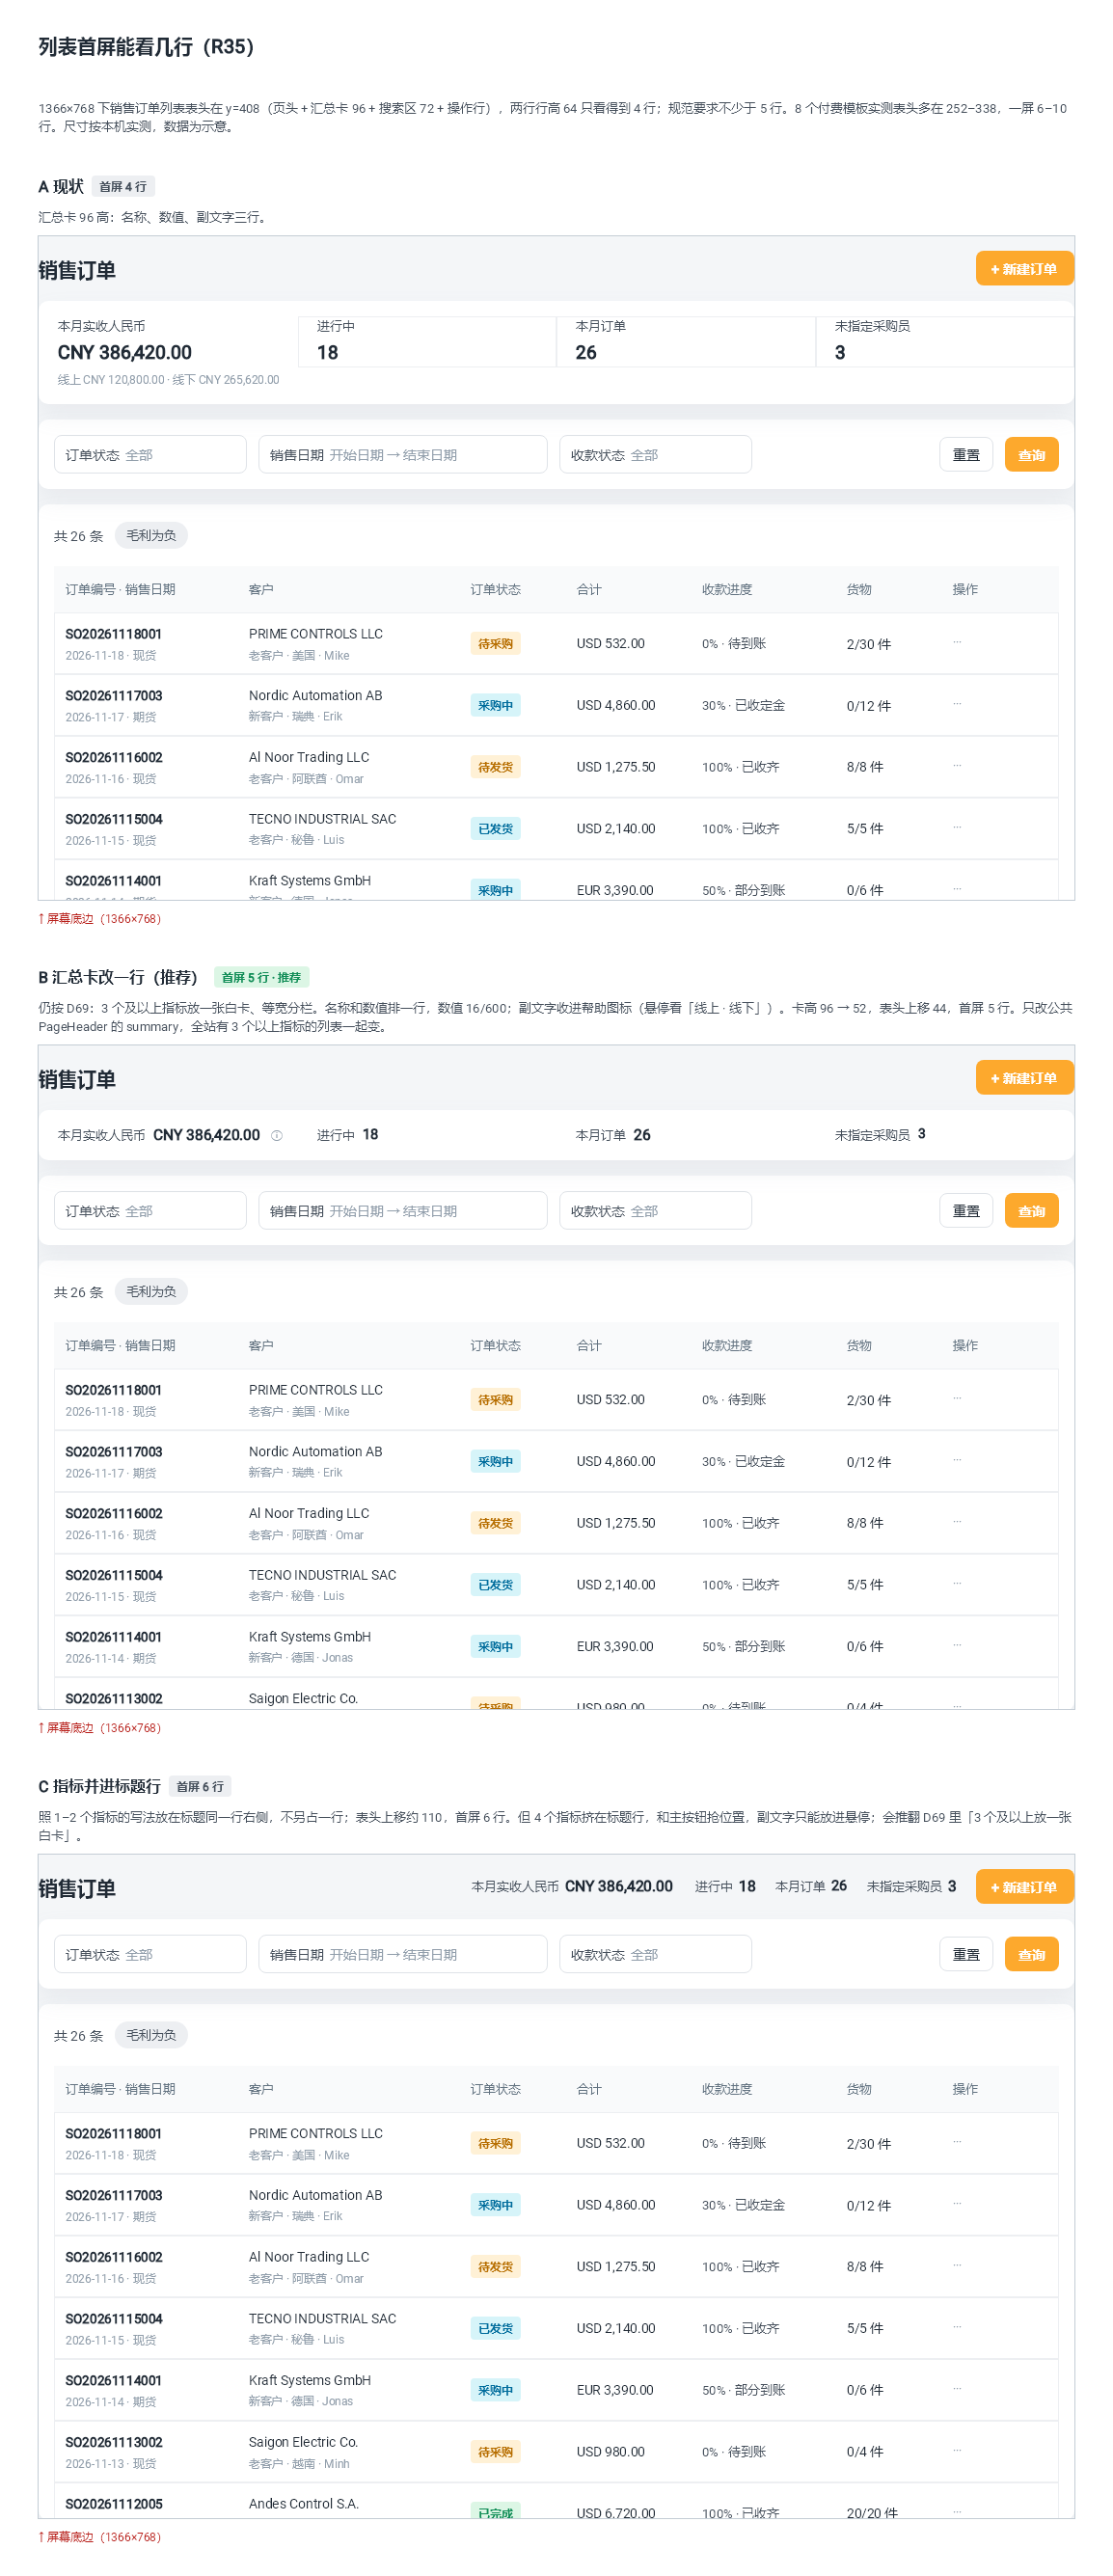 列表首屏能看几行（R35）
1366×768 下销售订单列表表头在 y=408（页头 + 汇总卡 96 + 搜索区 72 + 操作行），两行行高 64 只看得到 4 行；规范要求不少于 5 行。8 个付费模板实测表头多在 252–338，一屏 6–10
行。尺寸按本机实测，数据为示意。
A 现状 首屏 4 行
汇总卡 96 高：名称、数值、副文字三行。
销售订单 + 新建订单
本月实收人民币 进行中 本月订单 未指定采购员
CNY 386,420.00 18 26 3
线上 CNY 120,800.00 · 线下 CNY 265,620.00
订单状态 全部 销售日期 开始日期 → 结束日期 收款状态 全部 重置 查询
共 26 条 毛利为负
订单编号 · 销售日期 客户 订单状态 合计 收款进度 货物 操作
SO20261118001 PRIME CONTROLS LLC 待采购 USD 532.00 0% · 待到账 2/30 件 ···
2026-11-18 · 现货 老客户 · 美国 · Mike
SO20261117003 Nordic Automation AB 采购中 USD 4,860.00 30% · 已收定金 0/12 件 ···
2026-11-17 · 期货 新客户 · 瑞典 · Erik
SO20261116002 Al Noor Trading LLC 待发货 USD 1,275.50 100% · 已收齐 8/8 件 ···
2026-11-16 · 现货 老客户 · 阿联酋 · Omar
SO20261115004 TECNO INDUSTRIAL SAC 已发货 USD 2,140.00 100% · 已收齐 5/5 件 ···
2026-11-15 · 现货 老客户 · 秘鲁 · Luis
SO20261114001 Kraft Systems GmbH 采购中 EUR 3,390.00 50% · 部分到账 0/6 件 ···
↑ 屏幕底边（1366×768）
B 汇总卡改一行（推荐） 首屏 5 行 · 推荐
仍按 D69：3 个及以上指标放一张白卡、等宽分栏。名称和数值排一行，数值 16/600；副文字收进帮助图标（悬停看「线上 · 线下」）。卡高 96 → 52，表头上移 44，首屏 5 行。只改公共
PageHeader 的 summary，全站有 3 个以上指标的列表一起变。
销售订单 + 新建订单
本月实收人民币 CNY 386,420.00 ⓘ 进行中 18 本月订单 26 未指定采购员 3
订单状态 全部 销售日期 开始日期 → 结束日期 收款状态 全部 重置 查询
共 26 条 毛利为负
订单编号 · 销售日期 客户 订单状态 合计 收款进度 货物 操作
SO20261118001 PRIME CONTROLS LLC 待采购 USD 532.00 0% · 待到账 2/30 件 ···
2026-11-18 · 现货 老客户 · 美国 · Mike
SO20261117003 Nordic Automation AB 采购中 USD 4,860.00 30% · 已收定金 0/12 件 ···
2026-11-17 · 期货 新客户 · 瑞典 · Erik
SO20261116002 Al Noor Trading LLC 待发货 USD 1,275.50 100% · 已收齐 8/8 件 ···
2026-11-16 · 现货 老客户 · 阿联酋 · Omar
SO20261115004 TECNO INDUSTRIAL SAC 已发货 USD 2,140.00 100% · 已收齐 5/5 件 ···
2026-11-15 · 现货 老客户 · 秘鲁 · Luis
SO20261114001 Kraft Systems GmbH 采购中 EUR 3,390.00 50% · 部分到账 0/6 件 ···
2026-11-14 · 期货 新客户 · 德国 · Jonas
SO20261113002 Saigon Electric Co. 待采购 USD 980.00 0% · 待到账 0/4 件 ···
↑ 屏幕底边（1366×768）
C 指标并进标题行 首屏 6 行
照 1–2 个指标的写法放在标题同一行右侧，不另占一行；表头上移约 110，首屏 6 行。但 4 个指标挤在标题行，和主按钮抢位置，副文字只能放进悬停；会推翻 D69 里「3 个及以上放一张
白卡」。
销售订单 本月实收人民币 CNY 386,420.00 进行中 18 本月订单 26 未指定采购员 3 + 新建订单
订单状态 全部 销售日期 开始日期 → 结束日期 收款状态 全部 重置 查询
共 26 条 毛利为负
订单编号 · 销售日期 客户 订单状态 合计 收款进度 货物 操作
SO20261118001 PRIME CONTROLS LLC 待采购 USD 532.00 0% · 待到账 2/30 件 ···
2026-11-18 · 现货 老客户 · 美国 · Mike
SO20261117003 Nordic Automation AB 采购中 USD 4,860.00 30% · 已收定金 0/12 件 ···
2026-11-17 · 期货 新客户 · 瑞典 · Erik
SO20261116002 Al Noor Trading LLC 待发货 USD 1,275.50 100% · 已收齐 8/8 件 ···
2026-11-16 · 现货 老客户 · 阿联酋 · Omar
SO20261115004 TECNO INDUSTRIAL SAC 已发货 USD 2,140.00 100% · 已收齐 5/5 件 ···
2026-11-15 · 现货 老客户 · 秘鲁 · Luis
SO20261114001 Kraft Systems GmbH 采购中 EUR 3,390.00 50% · 部分到账 0/6 件 ···
2026-11-14 · 期货 新客户 · 德国 · Jonas
SO20261113002 Saigon Electric Co. 待采购 USD 980.00 0% · 待到账 0/4 件 ···
2026-11-13 · 现货 老客户 · 越南 · Minh
SO20261112005 Andes Control S.A. 已完成 USD 6,720.00 100% · 已收齐 20/20 件 ···
↑ 屏幕底边（1366×768）